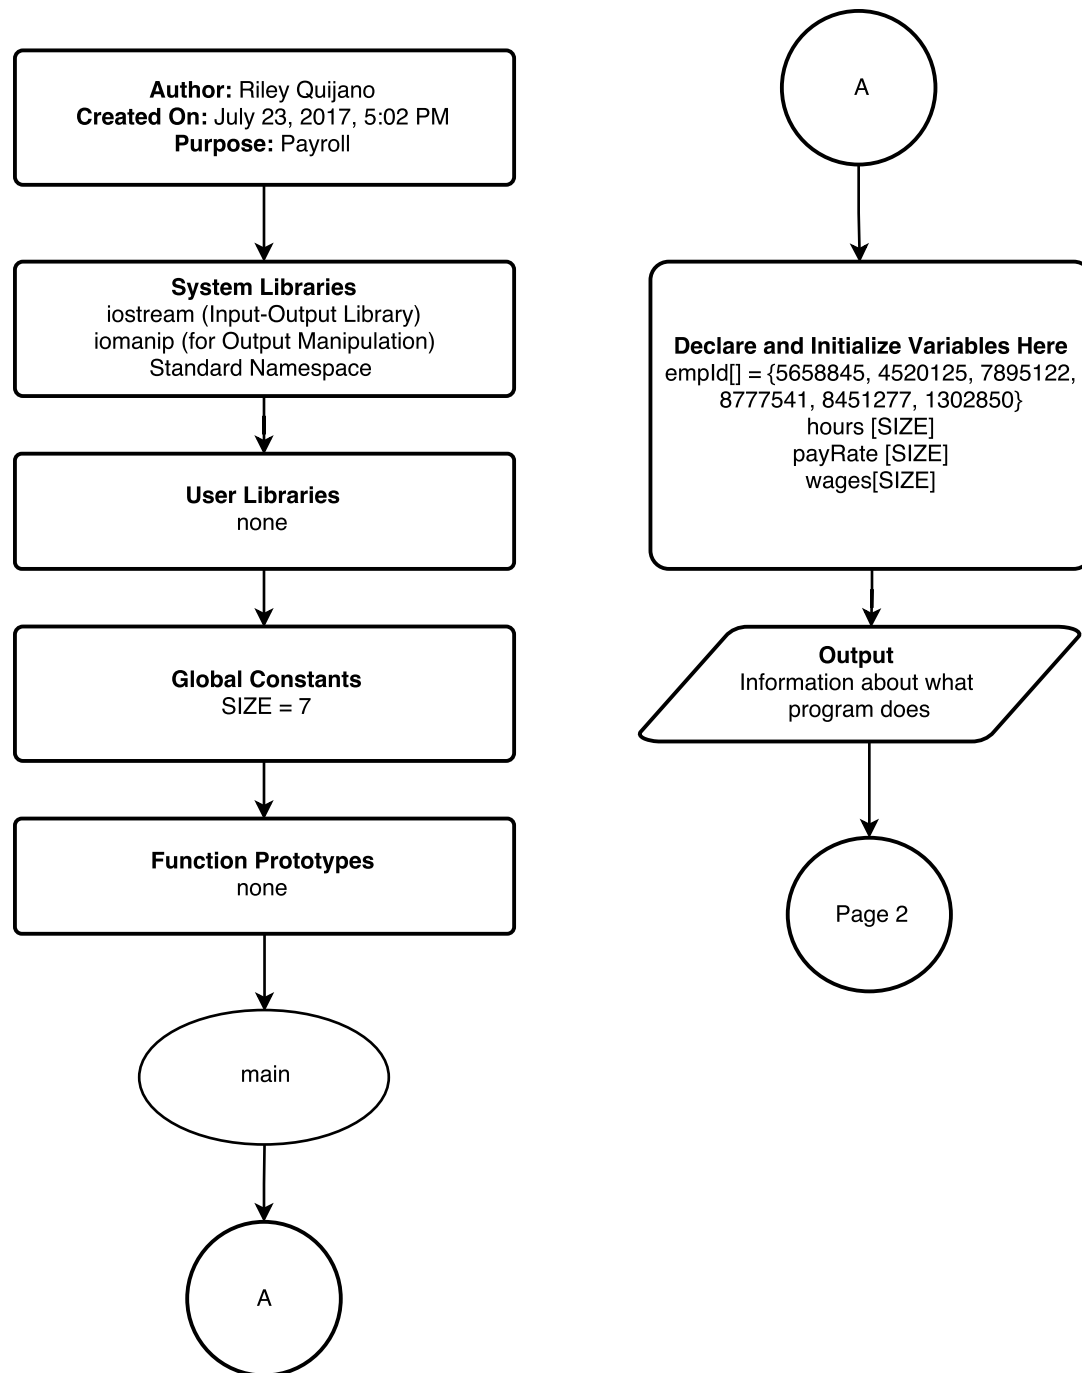 Author: Riley Quijano
Created On: July 23, 2017, 5:02 PM
Purpose: Payroll
System Libraries
iostream (Input-Output Library)
iomanip (for Output Manipulation)
Standard Namespace
User Libraries
none
Global Constants
SIZE = 7
Function Prototypes
none
main
A
A
Declare and Initialize Variables Here
empId[] = {5658845, 4520125, 7895122,
8777541, 8451277, 1302850}
hours [SIZE]
payRate [SIZE]
wages[SIZE]
Output
Information about what
program does
Page 2